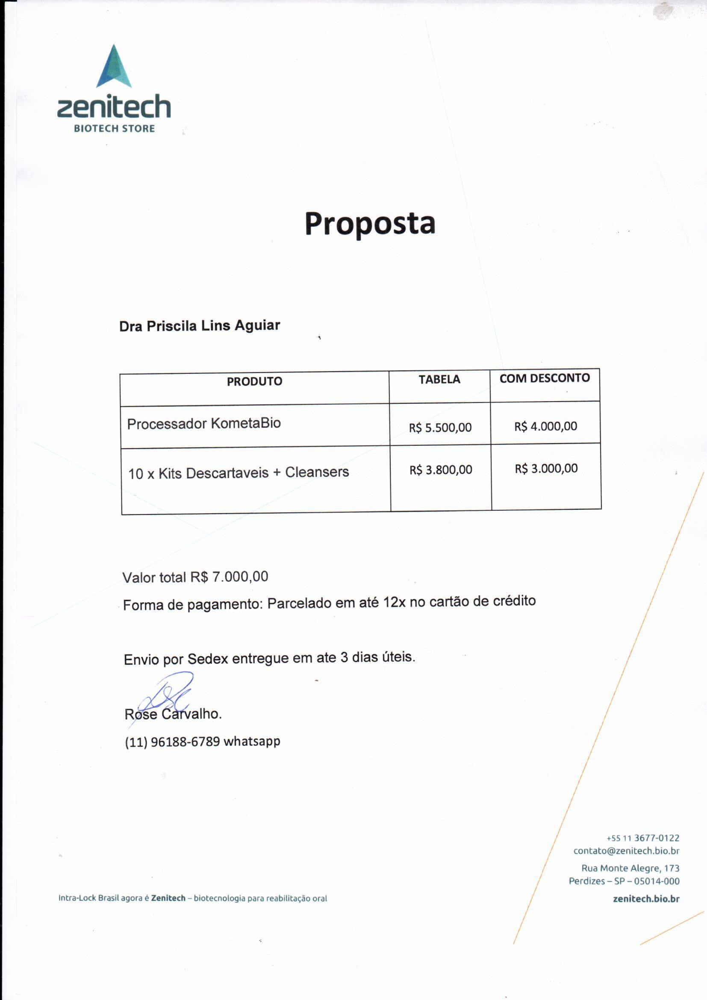 zenitech
BIOTECH STORE
Proposta
Dra Priscila Lins Aguiar
PRODUTO TABELA COM DESCONTO
Processador KometaBio R$ 5.500,00 R$ 4.000,00
10 x Kits Descartaveis + Cleansers R$ 3.800,00 R$ 3.000,00
Valor total R$ 7.000,00
Forma de pagamento: Parcelado em até 12x no cartão de crédito
Envio por Sedex entregue em ate 3 dias úteis.
Rose Carvalho.
(11) 96188-6789 whatsapp
+55 11 3677-0122
contato@zenitech.bio.br
Rua Monte Alegre, 173
Perdizes – SP – 05014-000
zenitech.bio.br
Intra-Lock Brasil agora é Zenitech – biotecnologia para reabilitação oral